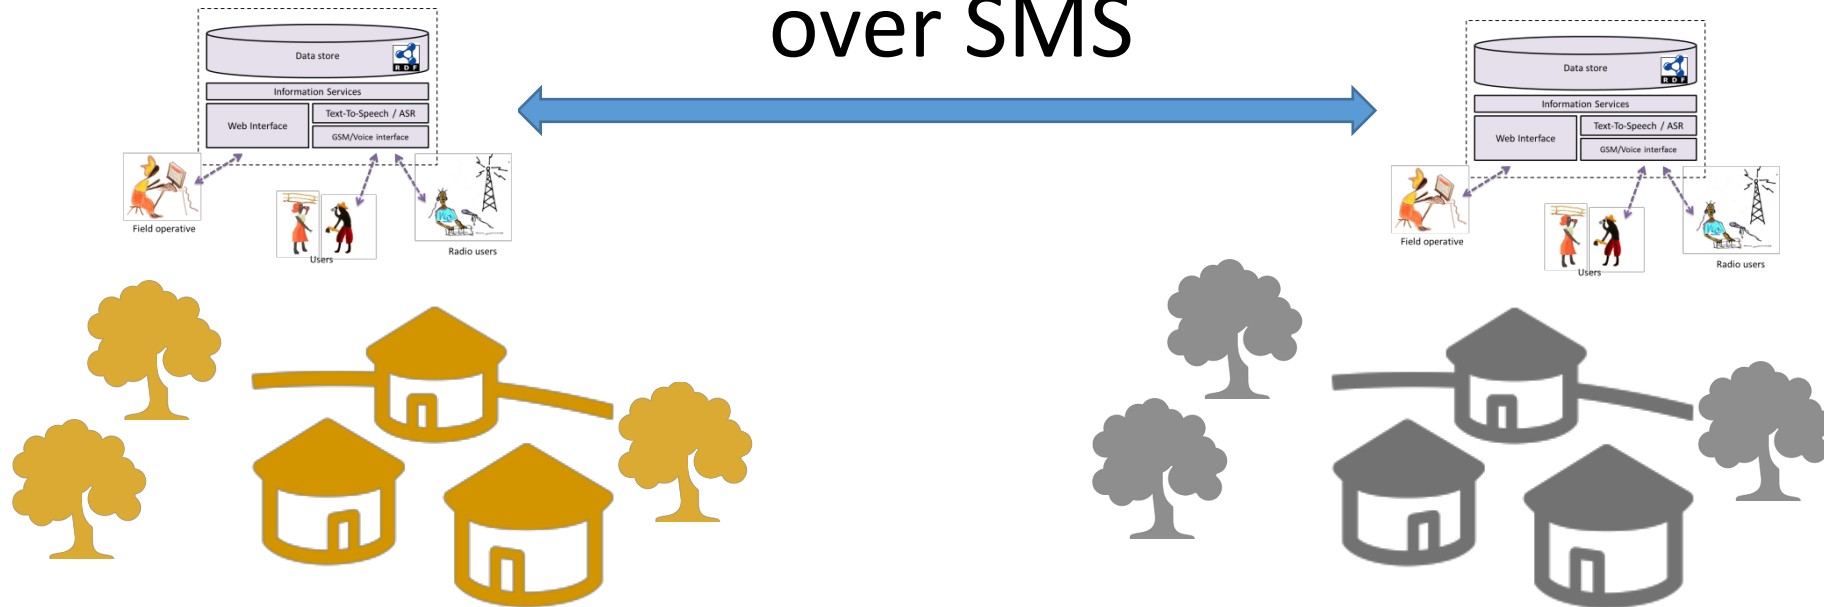 over SMS
Data store
RDF
Information Services
Web Interface
Text-To-Speech / ASR
GSM/Voice interface
Field operative
Users
Radio users
Data store
RDF
Information Services
Web Interface
Text-To-Speech / ASR
GSM/Voice interface
Field operative
Users
Radio users